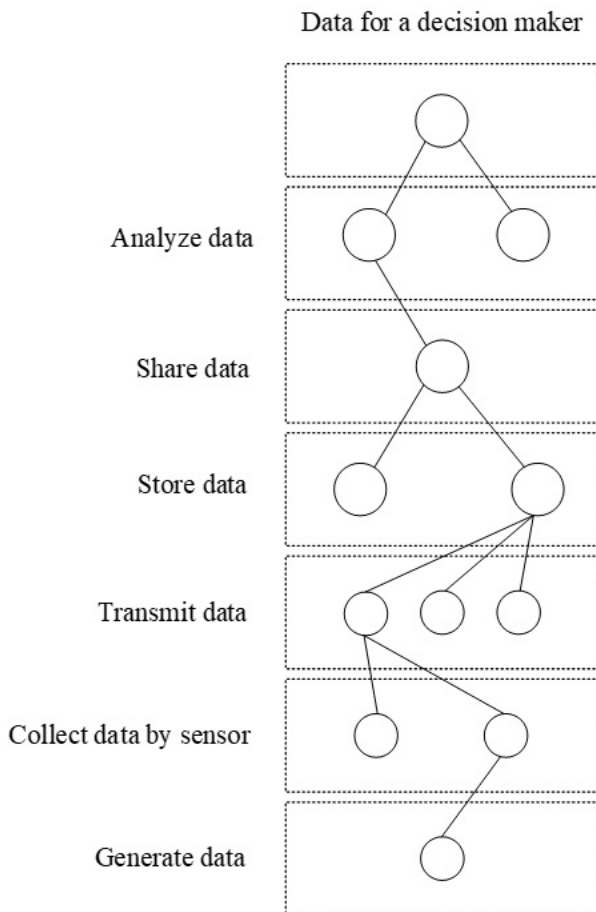 Data for a decision maker
Analyze data
Share data
Store data
Transmit data
Collect data by sensor
Generate data